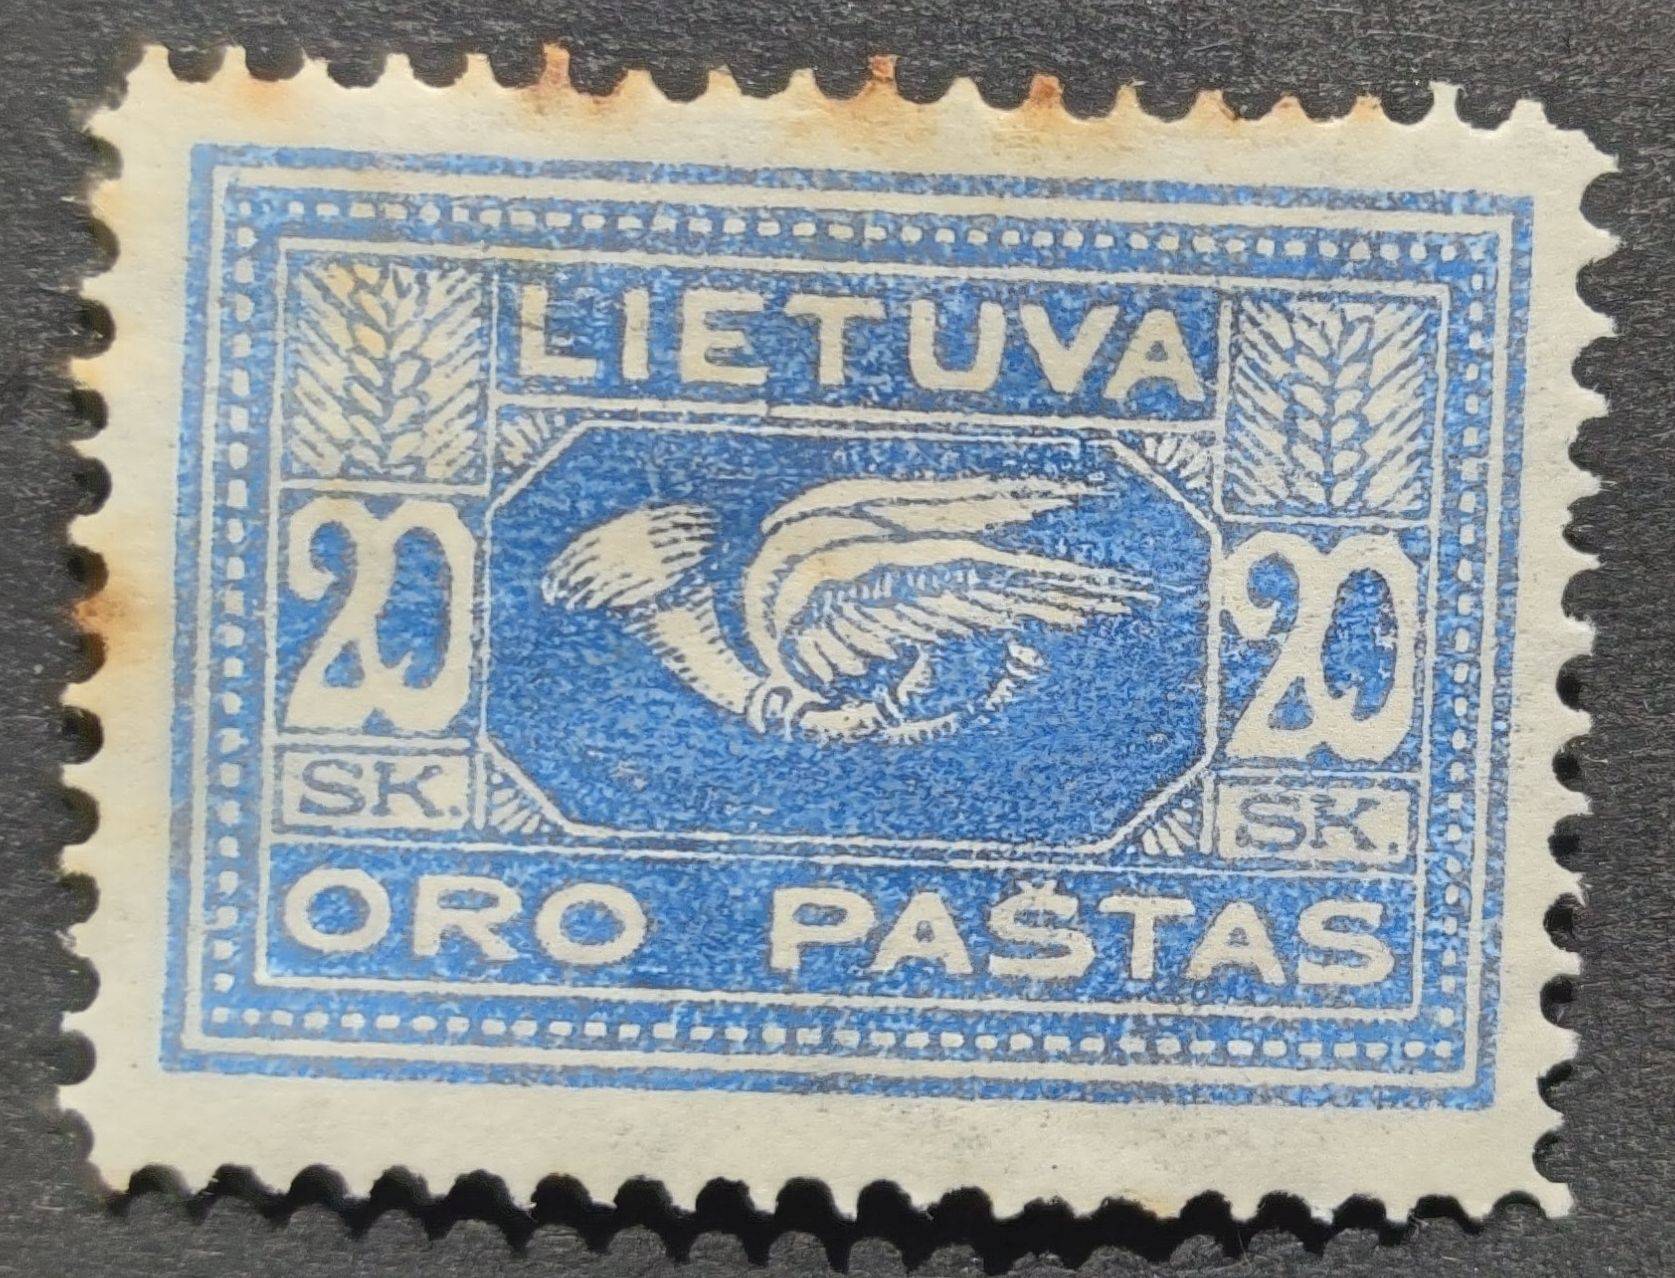 LIETUVA
20 20
SK. SK.
ORO PAŠTAS